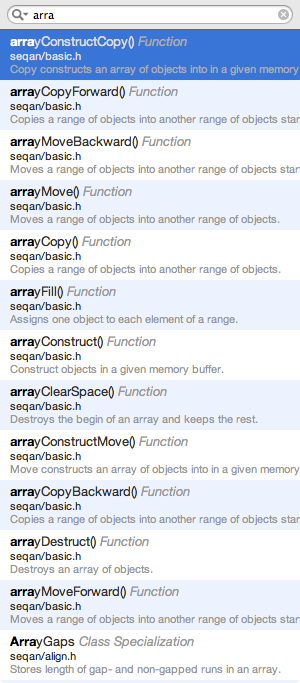 arra
arrayConstructCopy() Function
seqan/basic.h
Copy constructs an array of objects into in a given memory
arrayCopyForward() Function
seqan/basic.h
Copies a range of objects into another range of objects star
arrayMoveBackward() Function
seqan/basic.h
Moves a range of objects into another range of objects star
arrayMove() Function
seqan/basic.h
Moves a range of objects into another range of objects.
arrayCopy() Function
seqan/basic.h
Copies a range of objects into another range of objects.
arrayFill() Function
seqan/basic.h
Assigns one object to each element of a range.
arrayConstruct() Function
seqan/basic.h
Construct objects in a given memory buffer.
arrayClearSpace() Function
seqan/basic.h
Destroys the begin of an array and keeps the rest.
arrayConstructMove() Function
seqan/basic.h
Move constructs an array of objects into in a given memory
arrayCopyBackward() Function
seqan/basic.h
Copies a range of objects into another range of objects star
arrayDestruct() Function
seqan/basic.h
Destroys an array of objects.
arrayMoveForward() Function
seqan/basic.h
Moves a range of objects into another range of objects star
ArrayGaps Class Specialization
seqan/align.h
Stores length of gap- and non-gapped runs in an array.